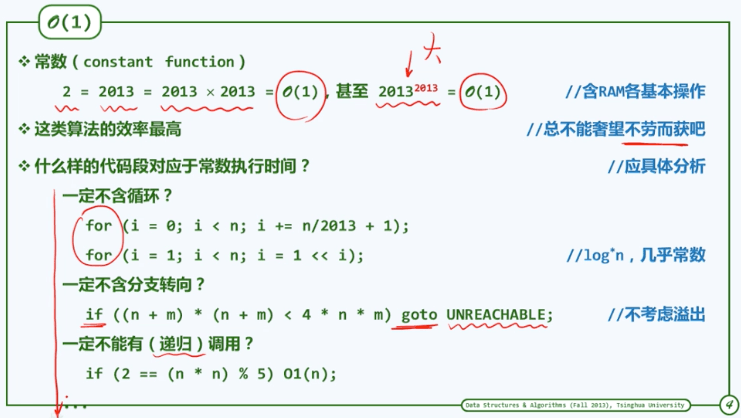 O(1)
❖ 常数（constant function）
2 = 2013 = 2013 × 2013 = O(1)，甚至 2013²⁰¹³ = O(1) //含RAM各基本操作
大
❖ 这类算法的效率最高 //总不能奢望不劳而获吧
❖ 什么样的代码段对应于常数执行时间？ //应具体分析
一定不含循环？
for (i = 0; i < n; i += n/2013 + 1);
for (i = 1; i < n; i = 1 << i); //log*n，几乎常数
一定不含分支转向？
if ((n + m) * (n + m) < 4 * n * m) goto UNREACHABLE; //不考虑溢出
一定不能有（递归）调用？
if (2 == (n * n) % 5) O1(n);
...
Data Structures & Algorithms (Fall 2013), Tsinghua University
4